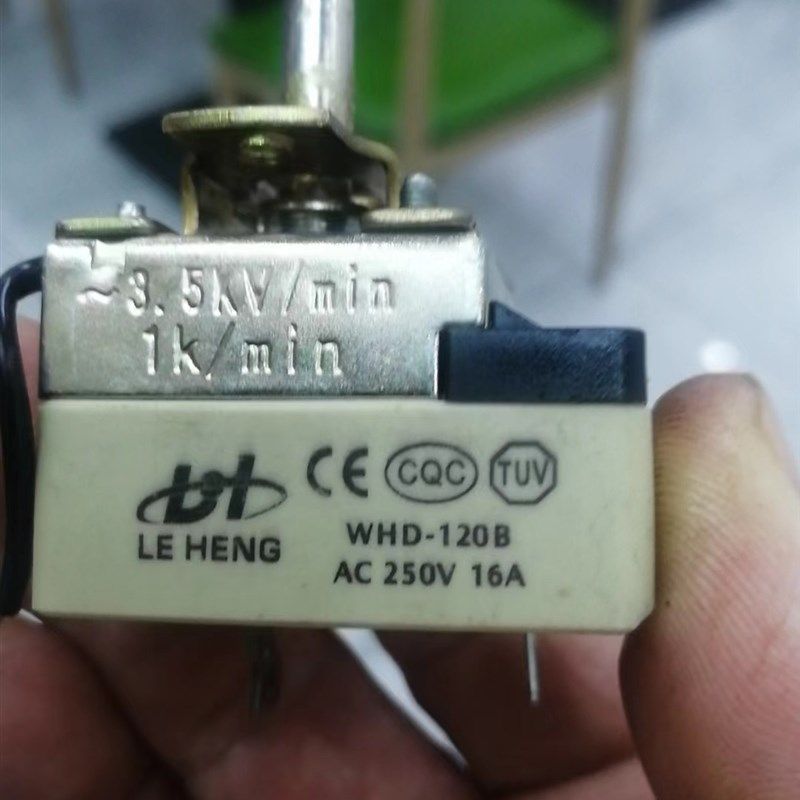 ~3.5kV/min
1k/min
CE CQC TUV
LE HENG
WHD-120B
AC 250V 16A